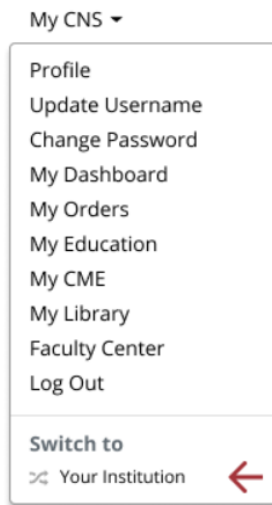 My CNS
Profile
Update Username
Change Password
My Dashboard
My Orders
My Education
My CME
My Library
Faculty Center
Log Out
Switch to
Your Institution